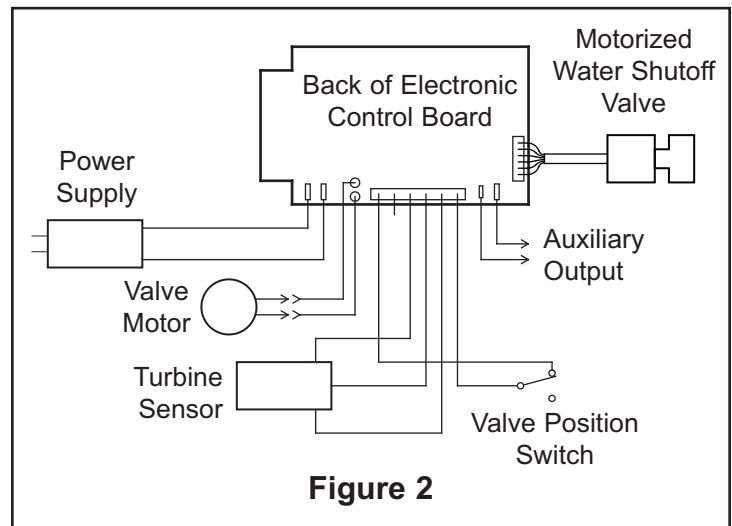 Motorized
Water Shutoff
Valve
Back of Electronic
Control Board
Power
Supply
Auxiliary
Output
Valve
Motor
Turbine
Sensor
Valve Position
Switch
Figure 2